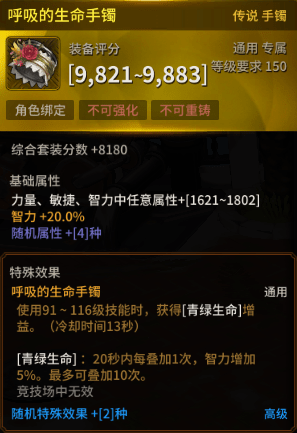 呼吸的生命手镯
传说 手镯
装备评分
通用 专属
[9,821~9,883]
等级要求 150
角色绑定 不可强化 不可重铸
综合套装分数 +8180
基础属性
力量、敏捷、智力中任意属性+[1621~1802]
智力 +20.0%
随机属性 +[4]种
特殊效果
呼吸的生命手镯
通用
使用91 ~ 116级技能时，获得[青绿生命]增
益。（冷却时间13秒）
[青绿生命] ：20秒内每叠加1次，智力增加
5%。最多可叠加10次。
竞技场中无效
随机特殊效果 +[2]种
高级